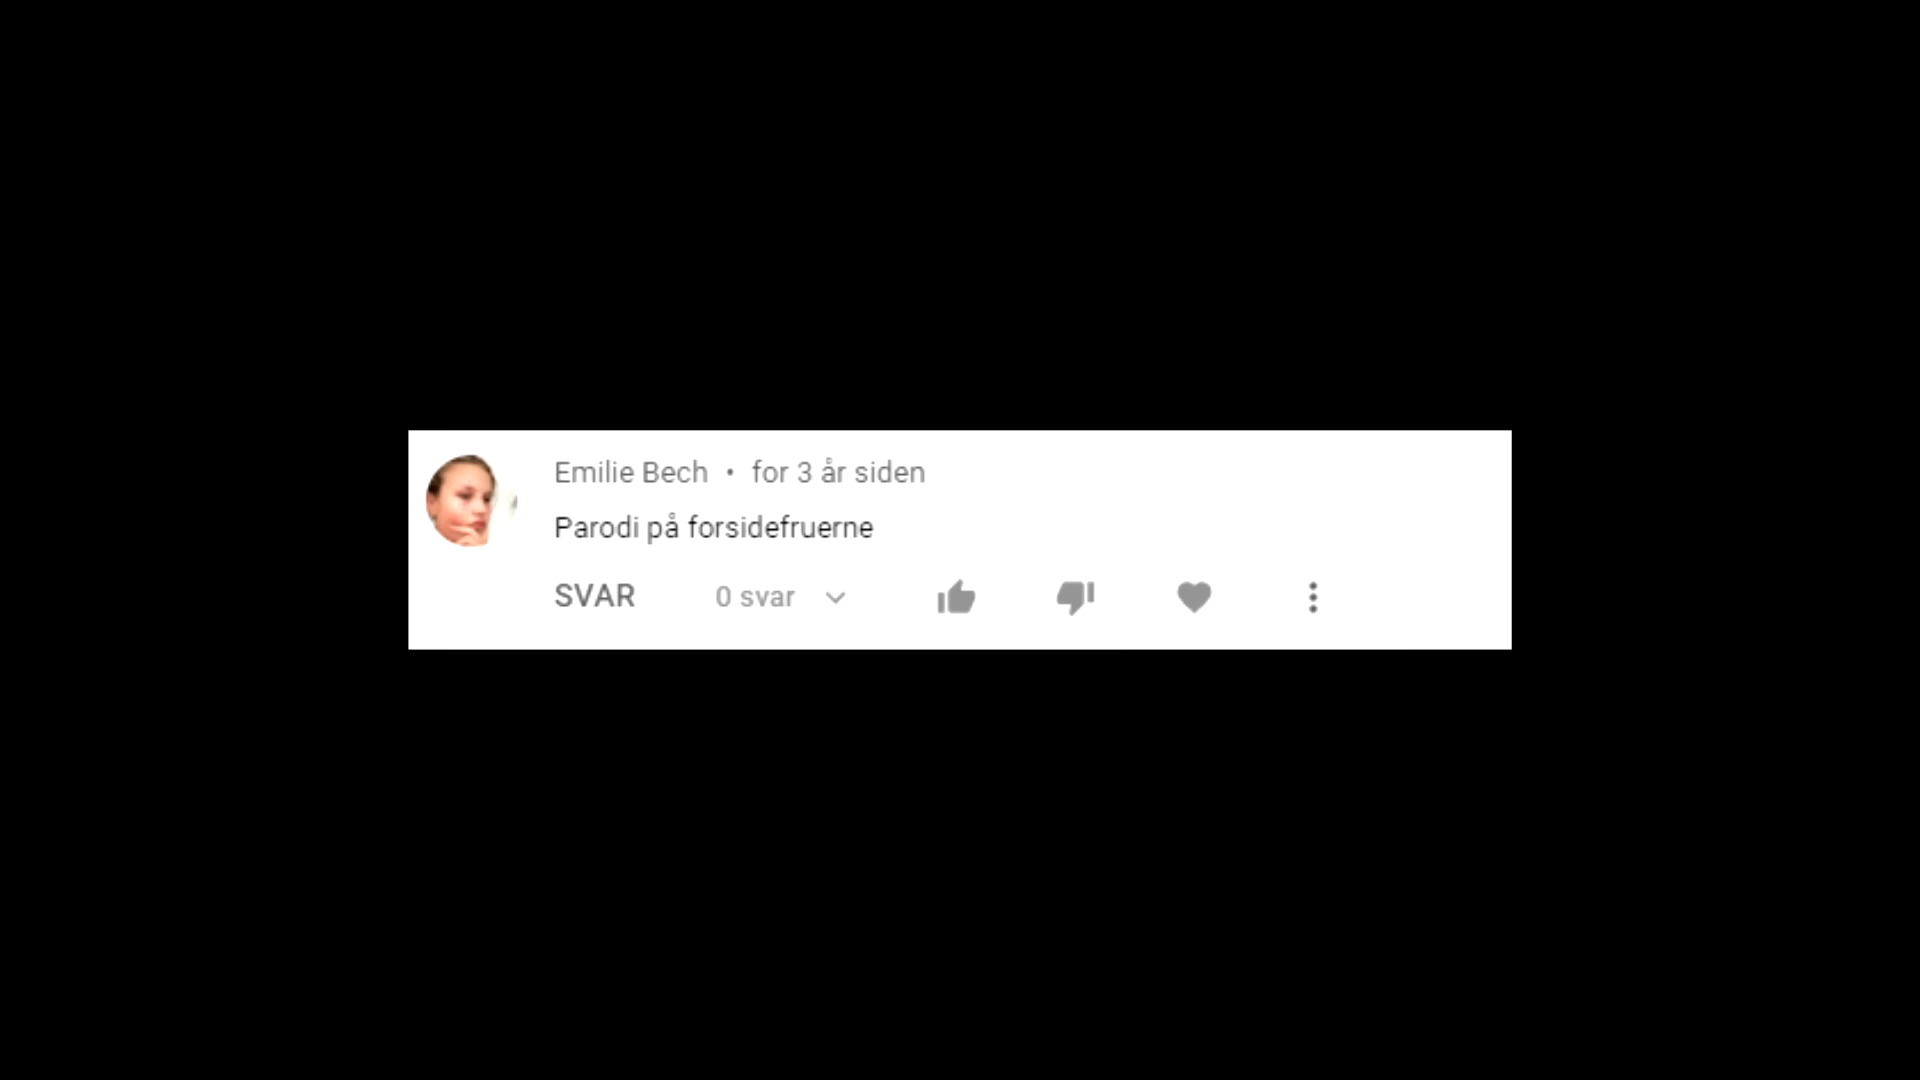 Emilie Bech • for 3 år siden
Parodi på forsidefruerne
SVAR 0 svar